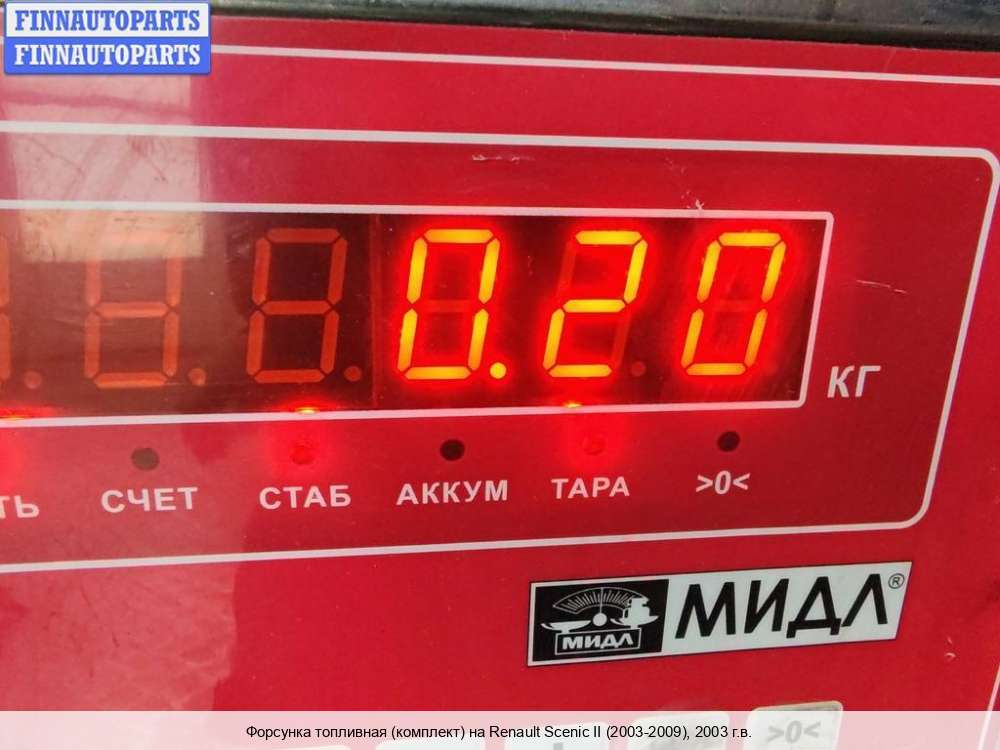 FINNAUTOPARTS
FINNAUTOPARTS
0.20
КГ
ТЬ СЧЕТ СТАБ АККУМ ТАРА >0<
МИДЛ МИДЛ®
>0<
Форсунка топливная (комплект) на Renault Scenic II (2003-2009), 2003 г.в.